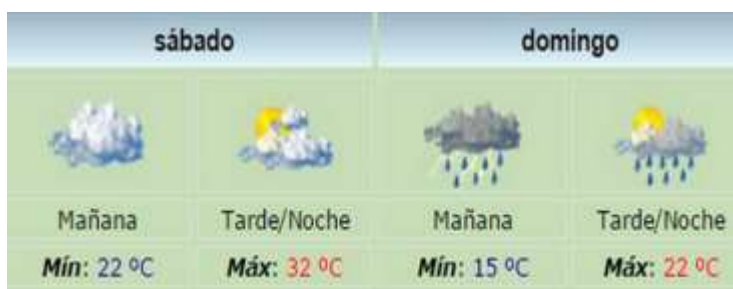 sábado domingo
Mañana Tarde/Noche Mañana Tarde/Noche
Mín: 22 ºC Máx: 32 ºC Mín: 15 ºC Máx: 22 ºC